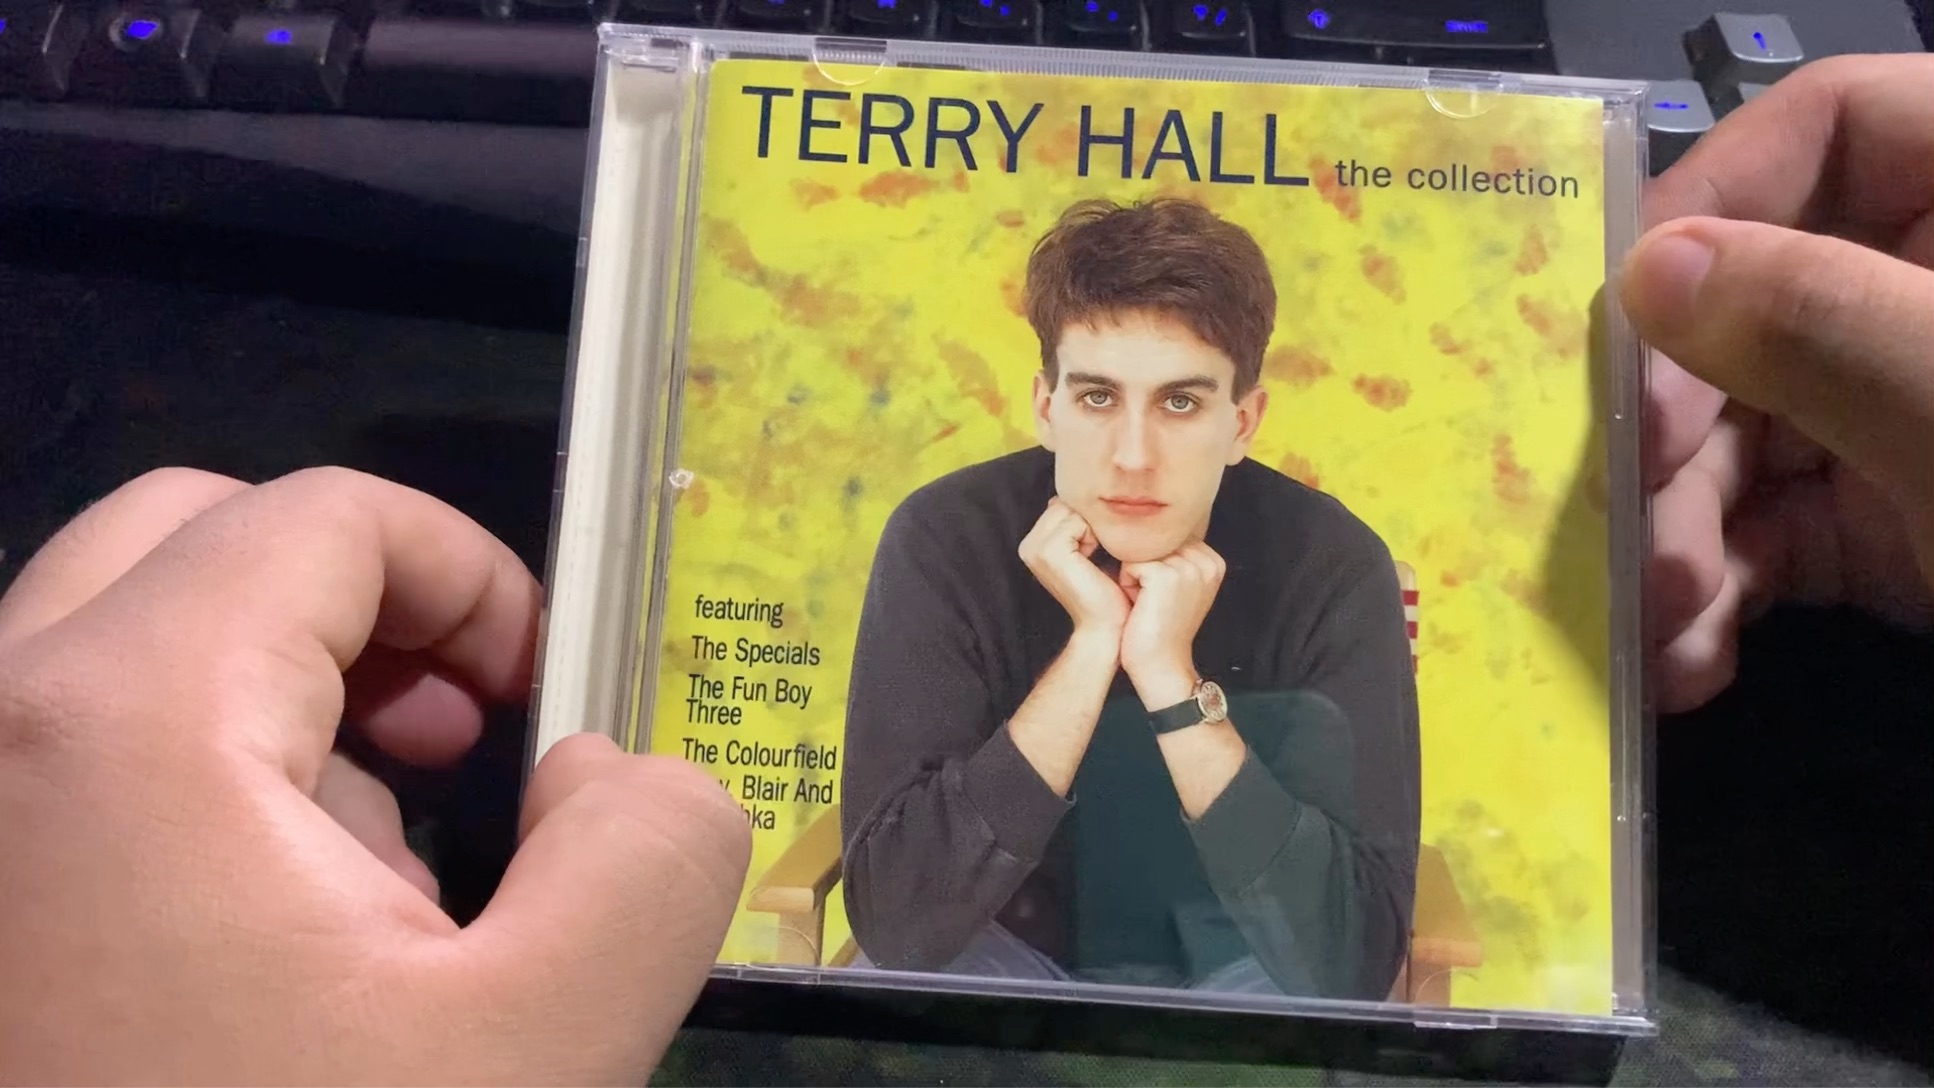 TERRY HALL the collection
featuring
The Specials
The Fun Boy
Three
The Colourfield
Blair And